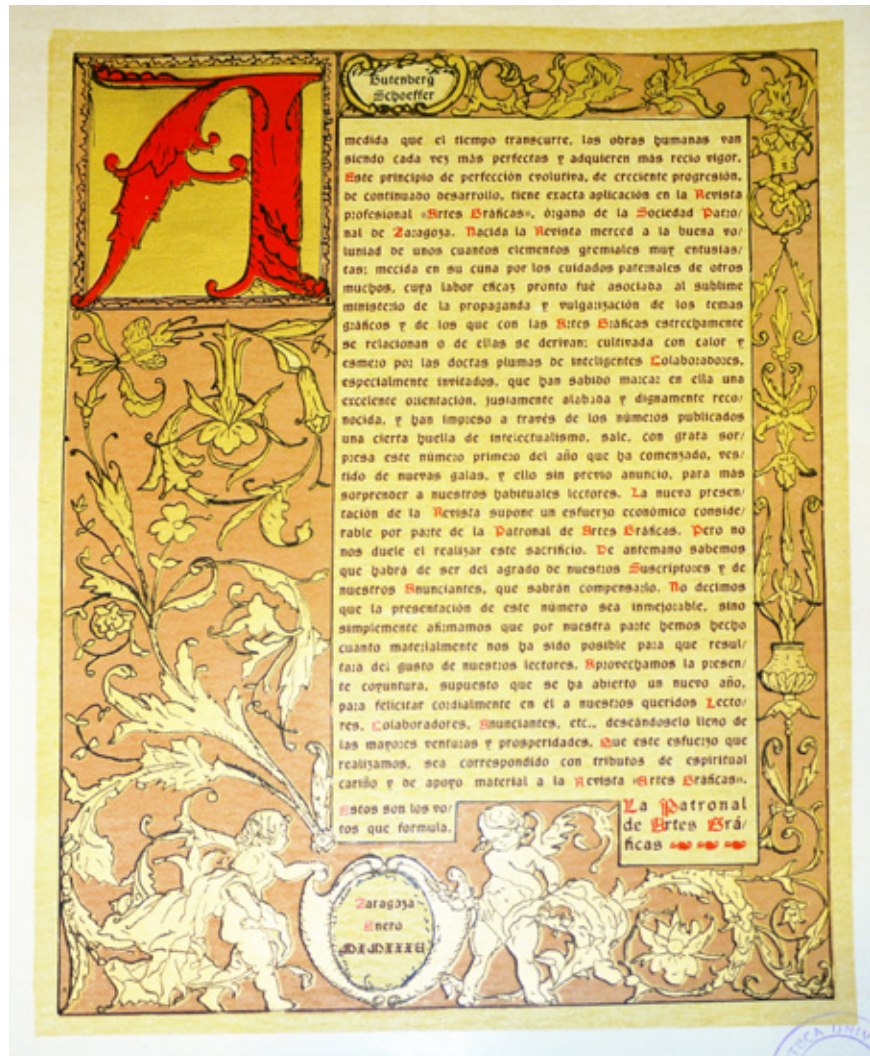 Gutenberg
Schoeffer
A
medida que el tiempo transcurre, las obras humanas van
siendo cada vez más perfectas y adquieren más recio vigor.
Este principio de perfección evolutiva, de creciente progresión,
de continuado desarrollo, tiene exacta aplicación en la Revista
profesional «Artes Gráficas», órgano de la Sociedad Patro/
nal de Zaragoza. Nacida la Revista merced a la buena vo/
luntad de unos cuantos elementos gremiales muy entusias/
tas; mecida en su cuna por los cuidados paternales de otros
muchos, cuya labor eficaz pronto fué asociada al sublime
ministerio de la propaganda y vulgarización de los temas
gráficos y de los que con las Artes Gráficas estrechamente
se relacionan o de ellas se derivan; cultivada con calor y
esmero por las doctas plumas de inteligentes Colaboradores,
especialmente invitados, que han sabido marcar en ella una
excelente orientación, justamente alabada y dignamente reco/
nocida, y han impreso a través de los números publicados
una cierta huella de intelectualismo, sale, con grata sor/
presa este número primero del año que ha comenzado, ves/
tido de nuevas galas, y ello sin previo anuncio, para más
sorprender a nuestros habituales lectores. La nueva presen/
tación de la Revista supone un esfuerzo económico conside/
rable por parte de la Patronal de Artes Gráficas. Pero no
nos duele el realizar este sacrificio. De antemano sabemos
que habrá de ser del agrado de nuestros Suscriptores y de
nuestros Anunciantes, que sabrán compensarlo. No decimos
que la presentación de este número sea inmejorable, sino
simplemente afirmamos que por nuestra parte hemos hecho
cuanto materialmente nos ha sido posible para que resul/
tara del gusto de nuestros lectores. Aprovechamos la presen/
te coyuntura, supuesto que se ha abierto un nuevo año,
para felicitar cordialmente en él a nuestros queridos Lecto/
res, Colaboradores, Anunciantes, etc., deseándoselo lleno de
las mayores venturas y prosperidades. Que este esfuerzo que
realizamos, sea correspondido con tributos de espiritual
cariño y de apoyo material a la Revista «Artes Gráficas».
Estos son los vo/
tos que formula,
La Patronal
de Artes Grá/
ficas
Zaragoza
Enero